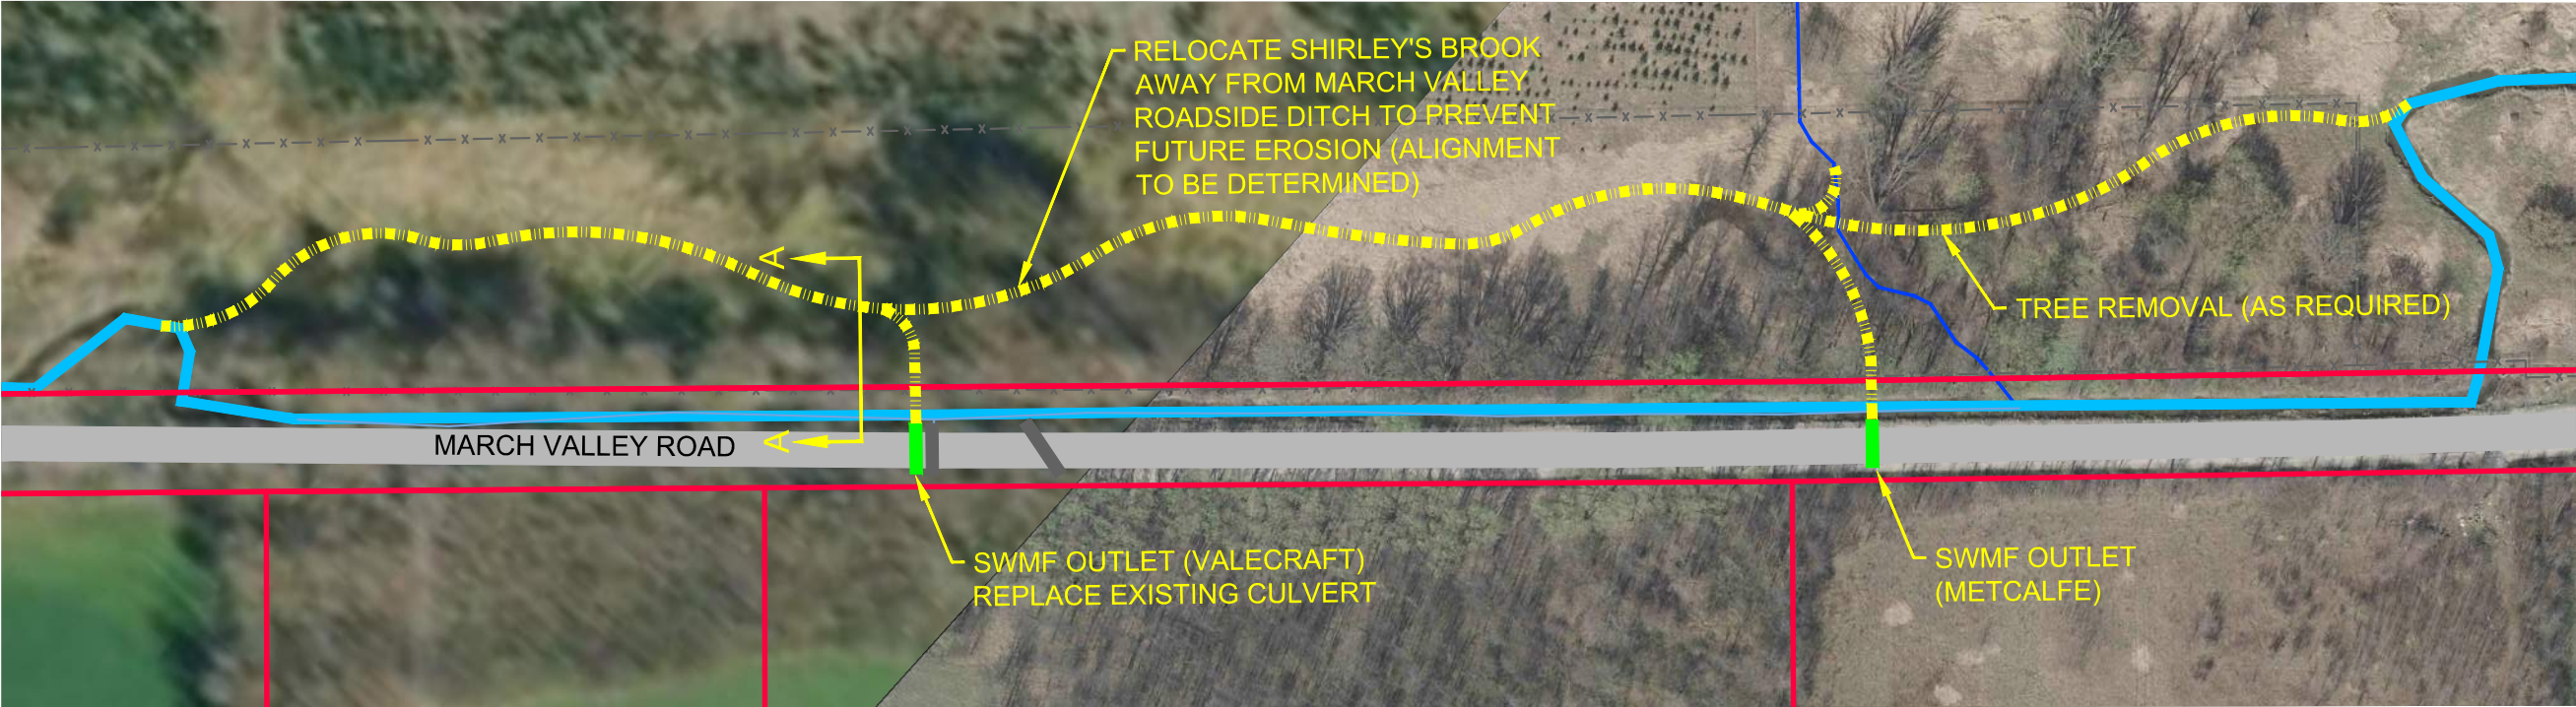 RELOCATE SHIRLEY'S BROOK
AWAY FROM MARCH VALLEY
ROADSIDE DITCH TO PREVENT
FUTURE EROSION (ALIGNMENT
TO BE DETERMINED)
A
TREE REMOVAL (AS REQUIRED)
MARCH VALLEY ROAD
A
SWMF OUTLET (VALECRAFT)
REPLACE EXISTING CULVERT
SWMF OUTLET
(METCALFE)